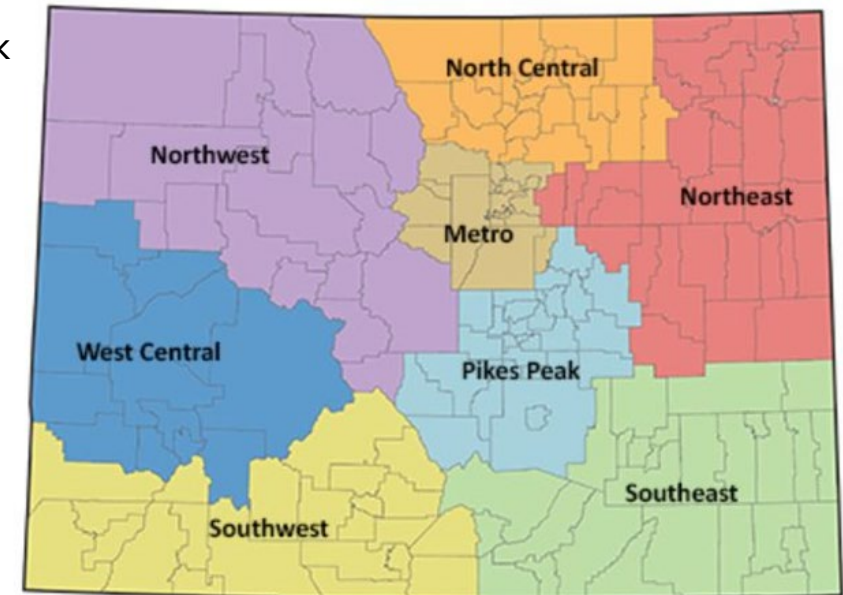 k
North Central
Northwest
Northeast
Metro
West Central
Pikes Peak
Southeast
Southwest